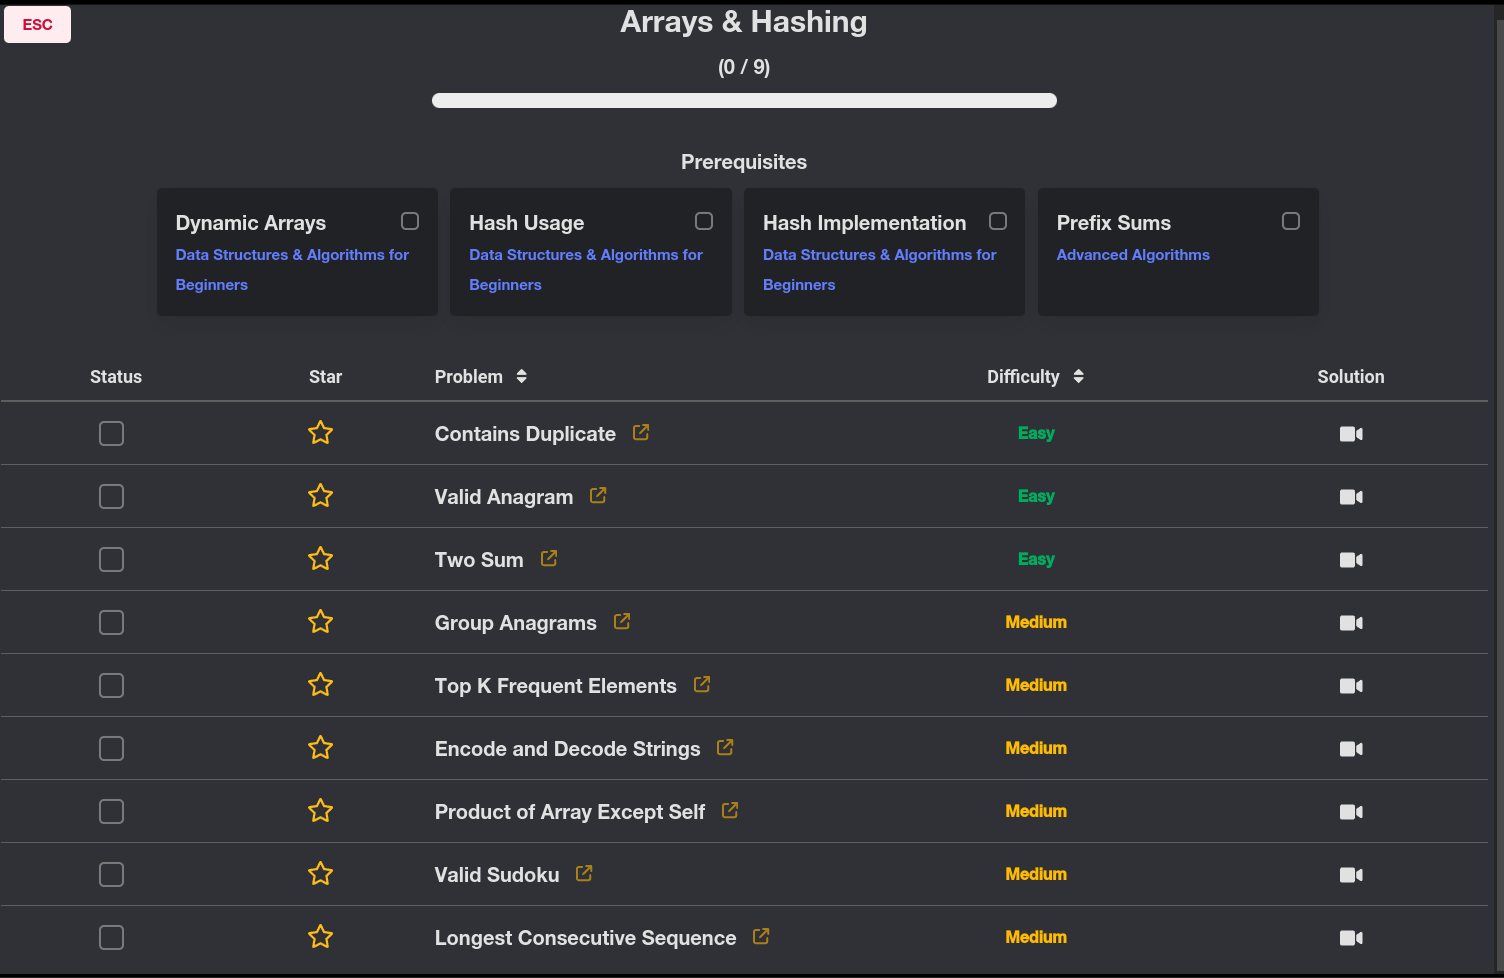 ESC
Arrays & Hashing
(0 / 9)
Prerequisites
Dynamic Arrays
Data Structures & Algorithms for
Beginners
Hash Usage
Data Structures & Algorithms for
Beginners
Hash Implementation
Data Structures & Algorithms for
Beginners
Prefix Sums
Advanced Algorithms
Status Star Problem Difficulty Solution
Contains Duplicate Easy
Valid Anagram Easy
Two Sum Easy
Group Anagrams Medium
Top K Frequent Elements Medium
Encode and Decode Strings Medium
Product of Array Except Self Medium
Valid Sudoku Medium
Longest Consecutive Sequence Medium